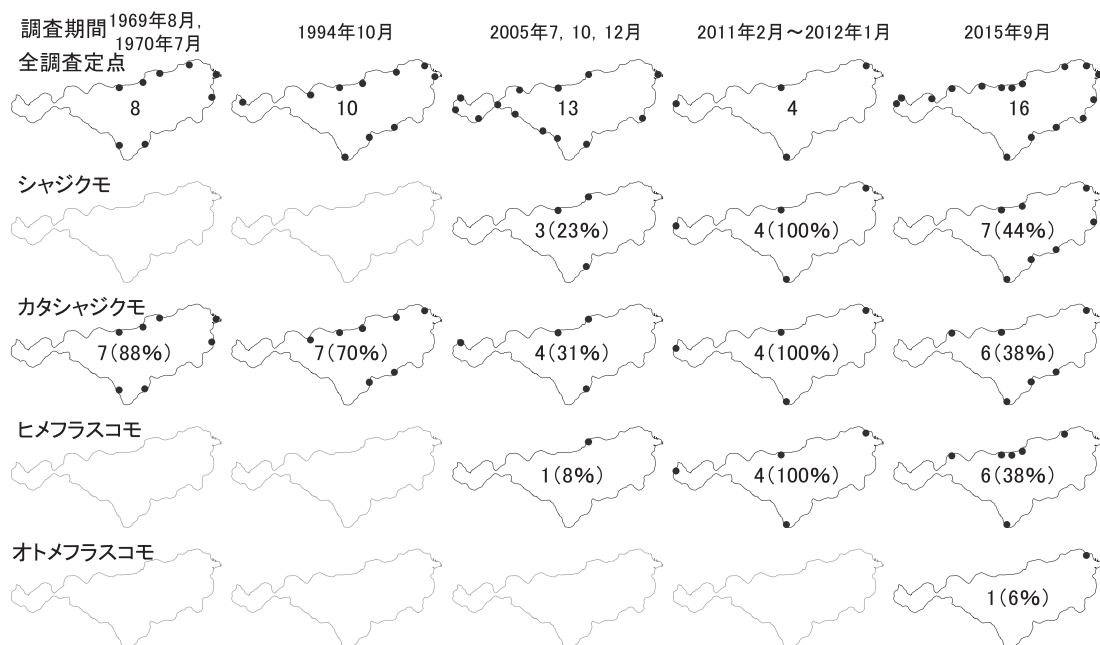 調査期間 1969年8月,
1970年7月
1994年10月
2005年7, 10, 12月
2011年2月～2012年1月
2015年9月
全調査定点
8
10
13
4
16
シャジクモ
3(23%)
4(100%)
7(44%)
カタシャジクモ
7(88%)
7(70%)
4(31%)
4(100%)
6(38%)
ヒメフラスコモ
1(8%)
4(100%)
6(38%)
オトメフラスコモ
1(6%)